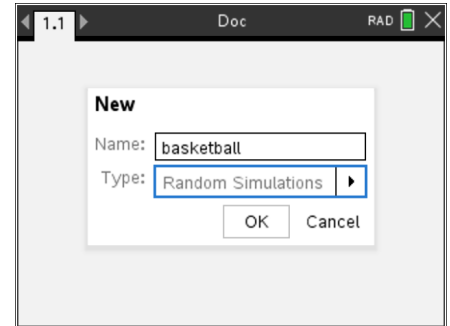 1.1 Doc RAD
New
Name: basketball
Type: Random Simulations
OK Cancel